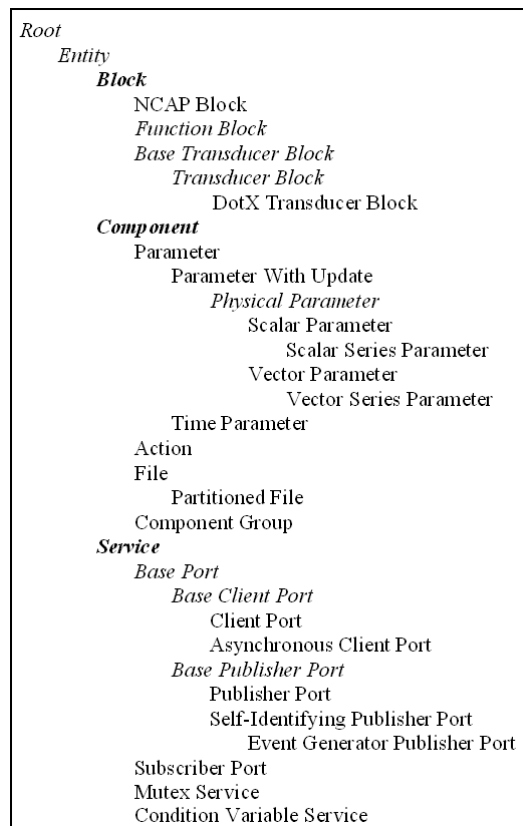 Root
Entity
Block
NCAP Block
Function Block
Base Transducer Block
Transducer Block
DotX Transducer Block
Component
Parameter
Parameter With Update
Physical Parameter
Scalar Parameter
Scalar Series Parameter
Vector Parameter
Vector Series Parameter
Time Parameter
Action
File
Partitioned File
Component Group
Service
Base Port
Base Client Port
Client Port
Asynchronous Client Port
Base Publisher Port
Publisher Port
Self-Identifying Publisher Port
Event Generator Publisher Port
Subscriber Port
Mutex Service
Condition Variable Service